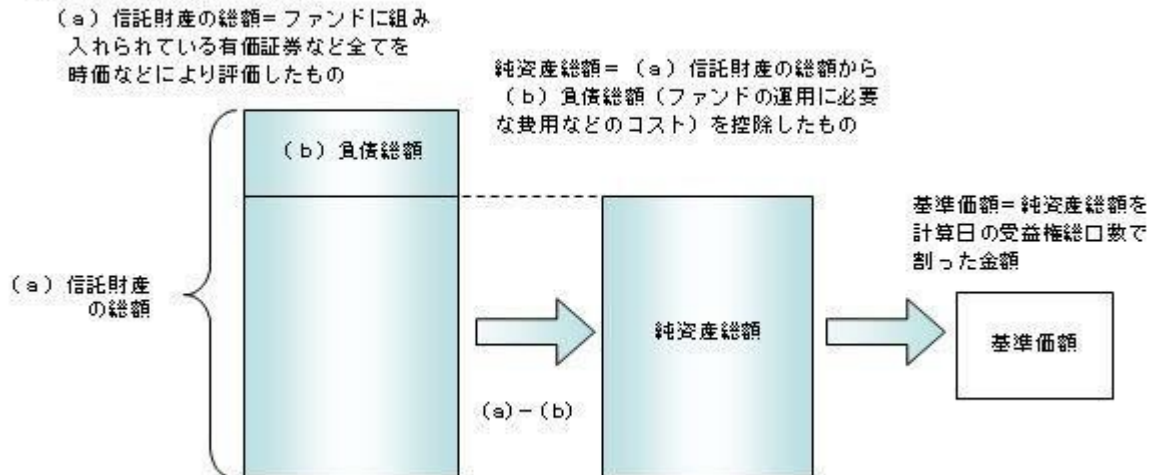 （a）信託財産の総額＝ファンドに組み
入れられている有価証券など全てを
時価などにより評価したもの
純資産総額＝（a）信託財産の総額から
（b）負債総額（ファンドの運用に必要
な費用などのコスト）を控除したもの
（b）負債総額
基準価額＝純資産総額を
計算日の受益権総口数で
割った金額
（a）信託財産
の総額
純資産総額
基準価額
(a)－(b)